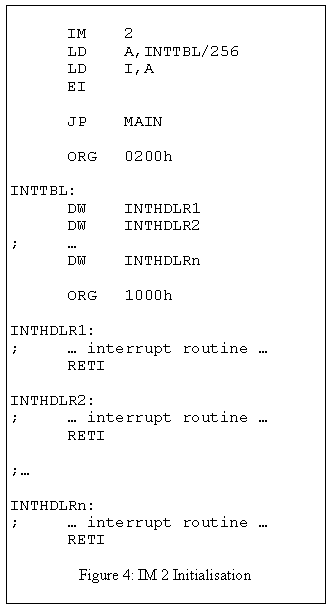 IM 2
LD A,INTTBL/256
LD I,A
EI
JP MAIN
ORG 0200h
INTTBL:
DW INTHDLR1
DW INTHDLR2
; …
DW INTHDLRn
ORG 1000h
INTHDLR1:
; … interrupt routine …
RETI
INTHDLR2:
; … interrupt routine …
RETI
;…
INTHDLRn:
; … interrupt routine …
RETI
Figure 4: IM 2 Initialisation